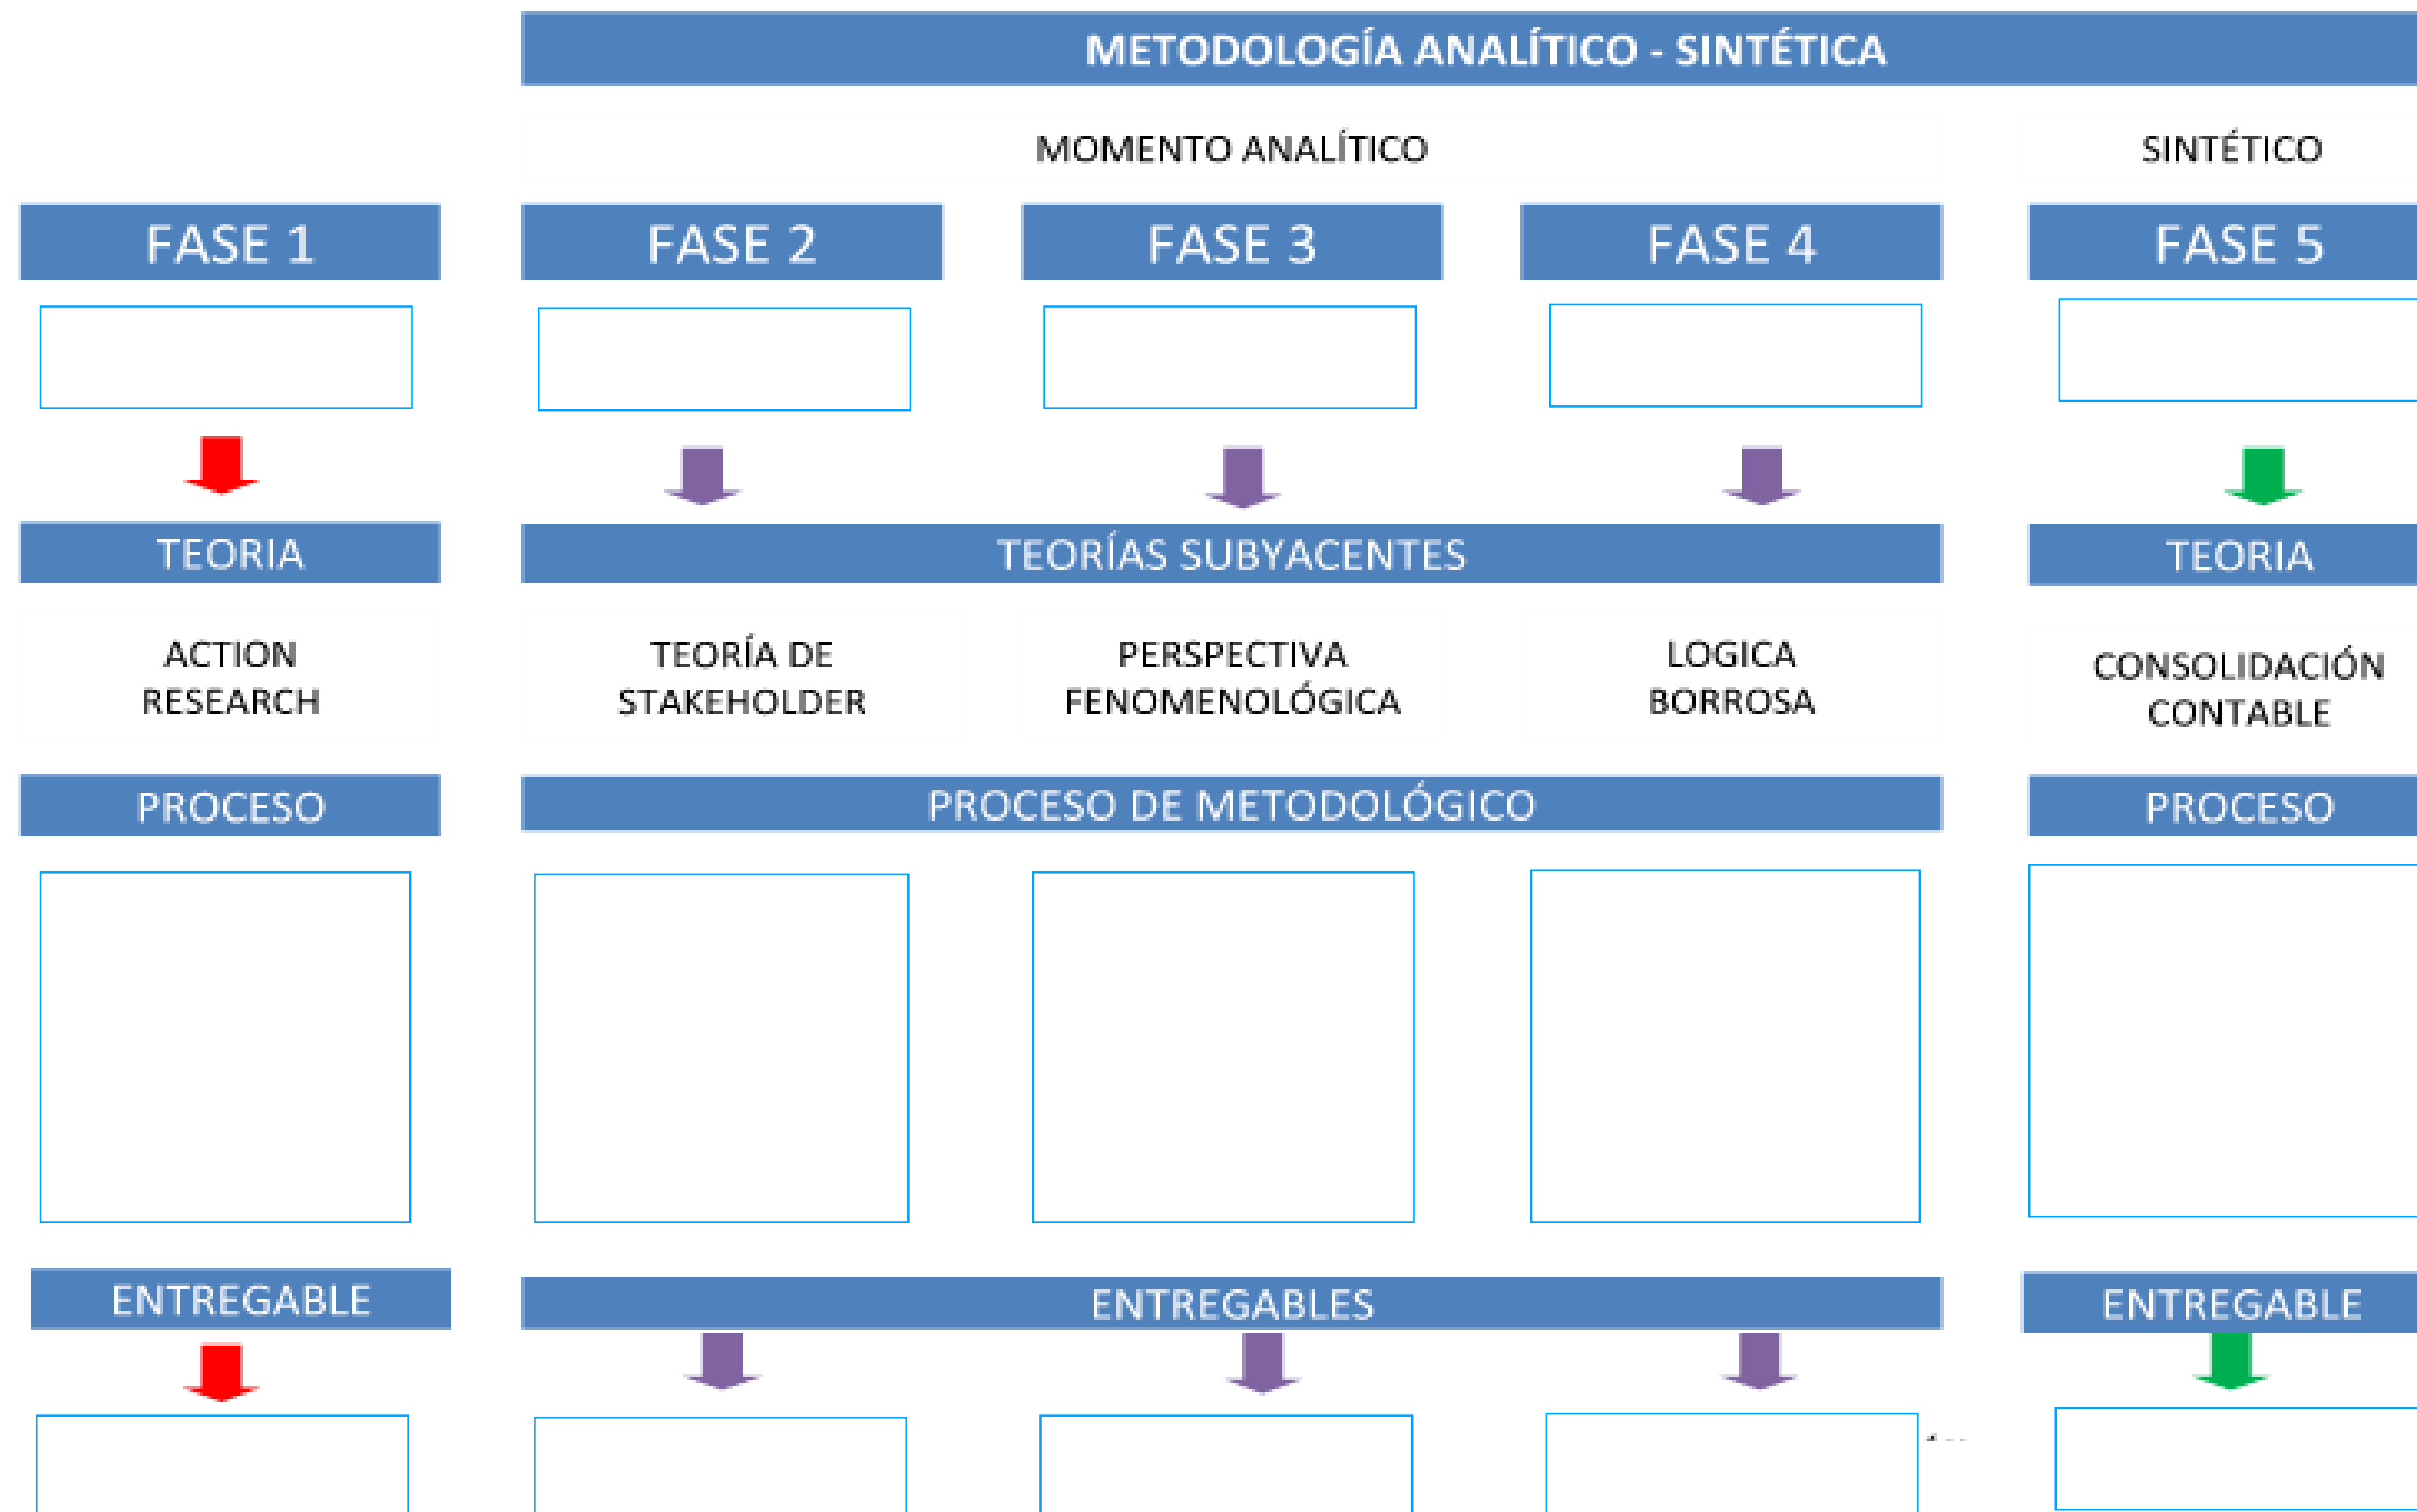 METODOLOGÍA ANALÍTICO - SINTÉTICA
MOMENTO ANALÍTICO
SINTÉTICO
FASE 1
FASE 2
FASE 3
FASE 4
FASE 5
TEORIA
TEORÍAS SUBYACENTES
TEORIA
ACTION
RESEARCH
TEORÍA DE
STAKEHOLDER
PERSPECTIVA
FENOMENOLÓGICA
LOGICA
BORROSA
CONSOLIDACIÓN
CONTABLE
PROCESO
PROCESO DE METODOLÓGICO
PROCESO
ENTREGABLE
ENTREGABLES
ENTREGABLE